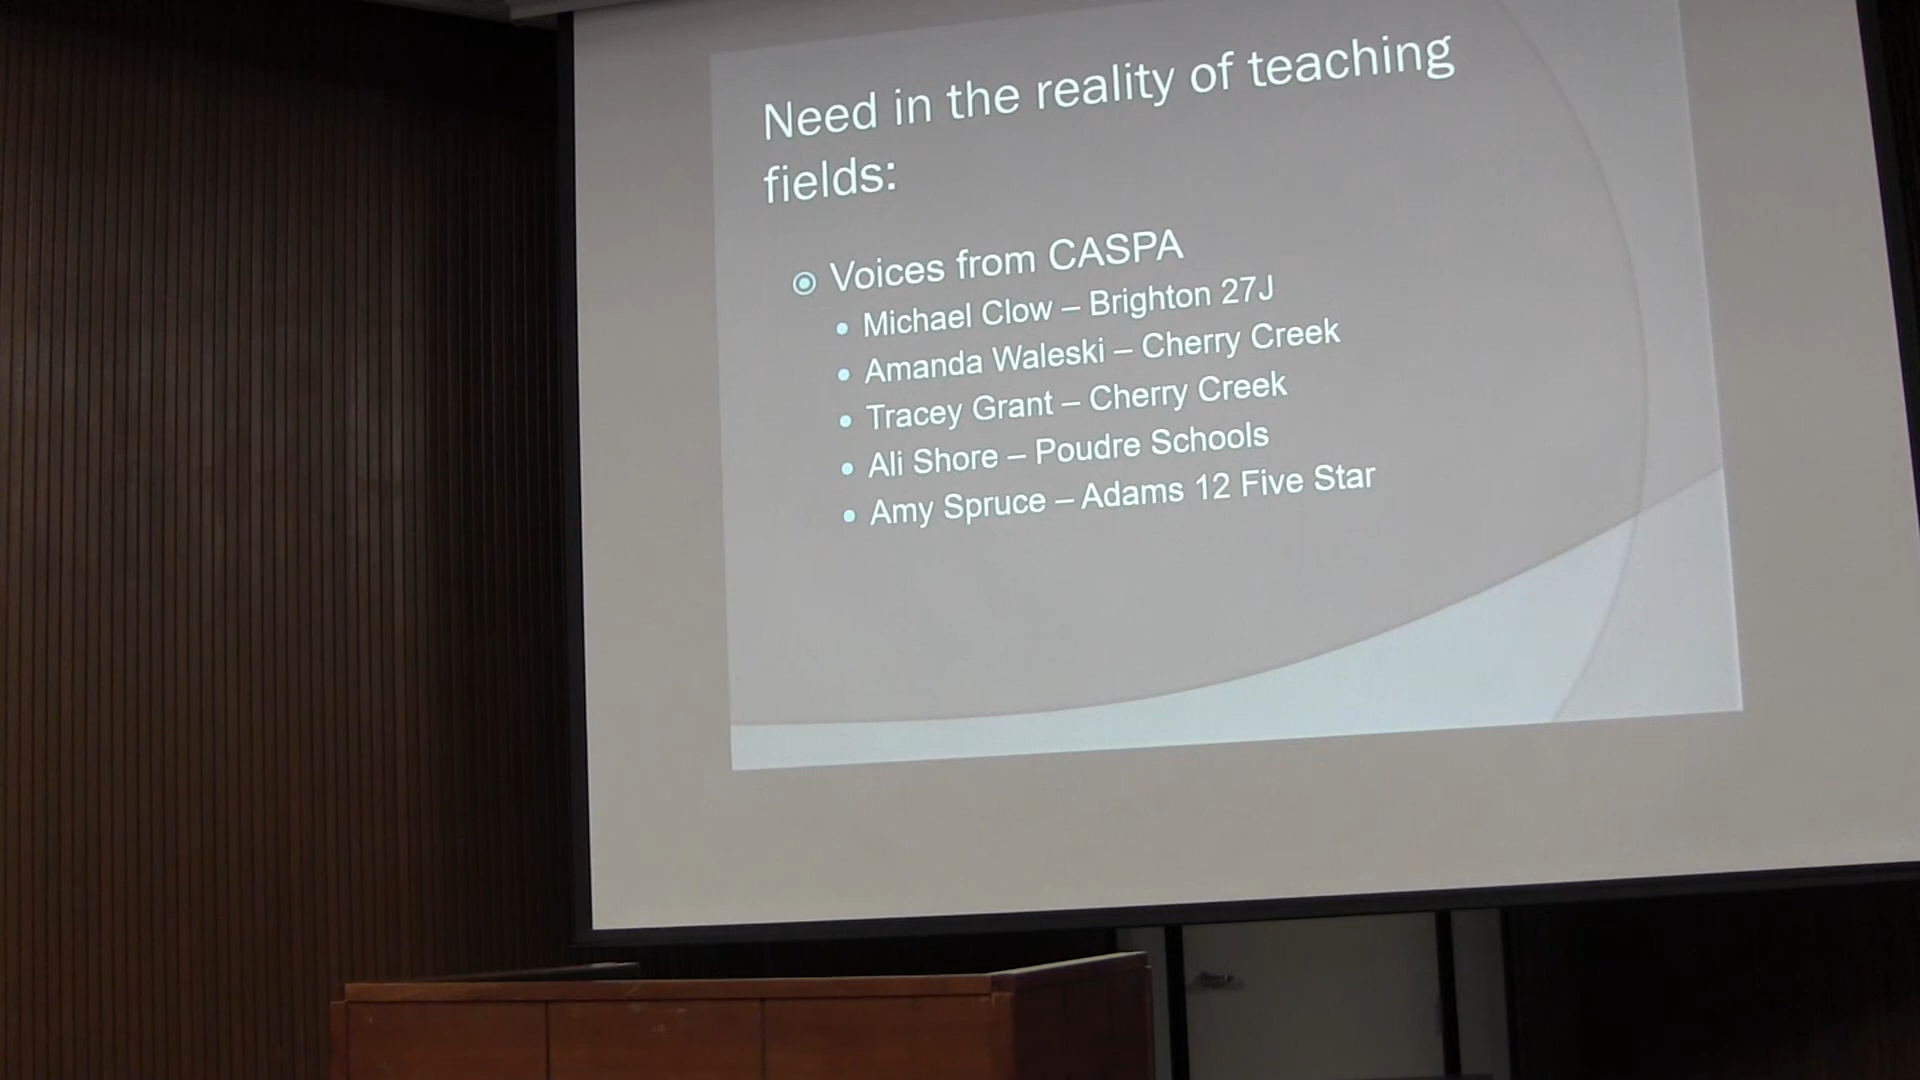 Need in the reality of teaching
fields:
Voices from CASPA
Michael Clow – Brighton 27J
Amanda Waleski – Cherry Creek
Tracey Grant – Cherry Creek
Ali Shore – Poudre Schools
Amy Spruce – Adams 12 Five Star